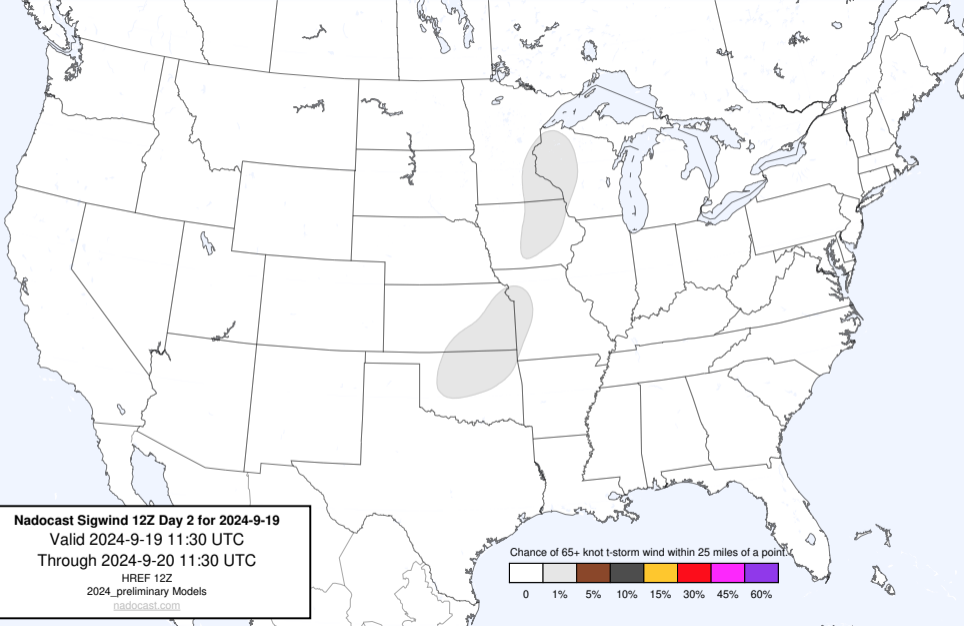 Nadocast Sigwind 12Z Day 2 for 2024-9-19
Valid 2024-9-19 11:30 UTC
Through 2024-9-20 11:30 UTC
HREF 12Z
2024_preliminary Models
nadocast.com
Chance of 65+ knot t-storm wind within 25 miles of a point.
0 1% 5% 10% 15% 30% 45% 60%